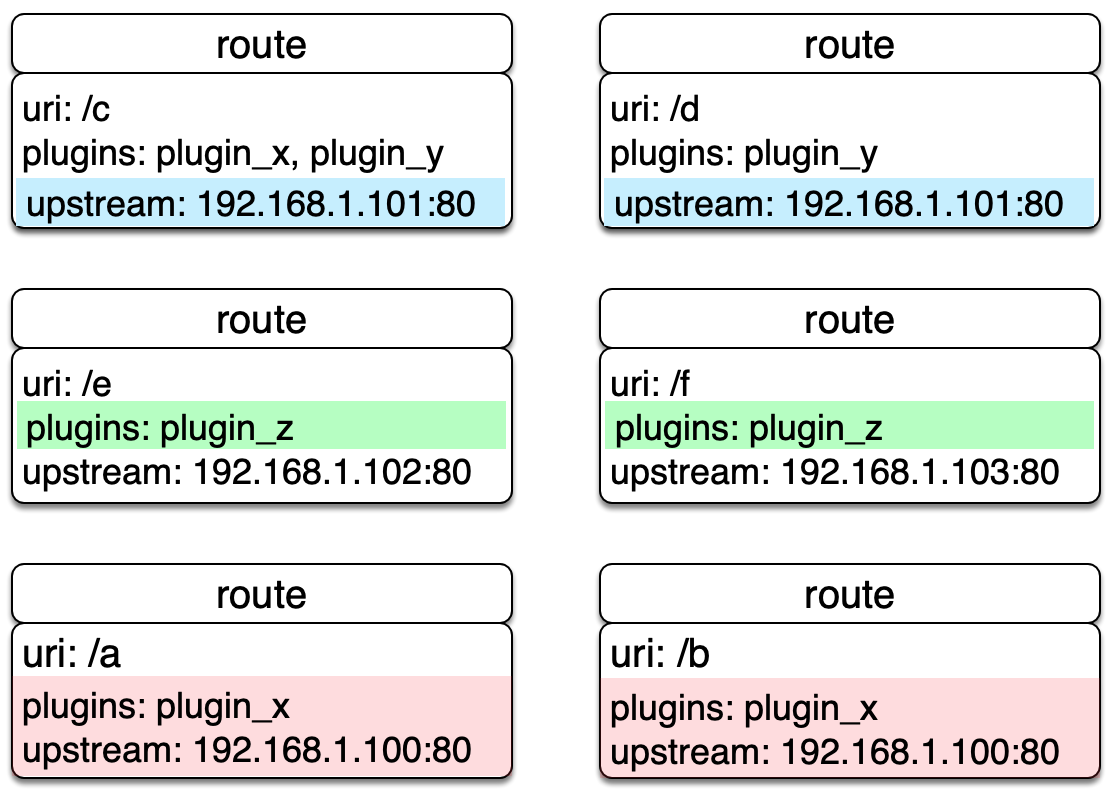 route
uri: /c
plugins: plugin_x, plugin_y
upstream: 192.168.1.101:80
route
uri: /d
plugins: plugin_y
upstream: 192.168.1.101:80
route
uri: /e
plugins: plugin_z
upstream: 192.168.1.102:80
route
uri: /f
plugins: plugin_z
upstream: 192.168.1.103:80
route
uri: /a
plugins: plugin_x
upstream: 192.168.1.100:80
route
uri: /b
plugins: plugin_x
upstream: 192.168.1.100:80